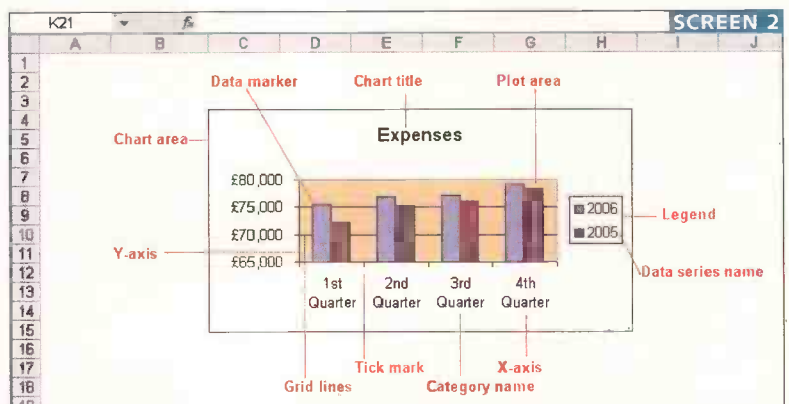 K21 fx SCREEN 2
A B C D E F G H I J
1
2
3
4
5
6
7
8
9
10
11
12
13
14
15
16
17
18
Data marker Chart title Plot area
Chart area
Expenses
£80,000
£75,000
£70,000
£65,000
2006
2005
Legend
Data series name
Y-axis
1st Quarter
2nd Quarter
3rd Quarter
4th Quarter
Tick mark X-axis
Grid lines Category name